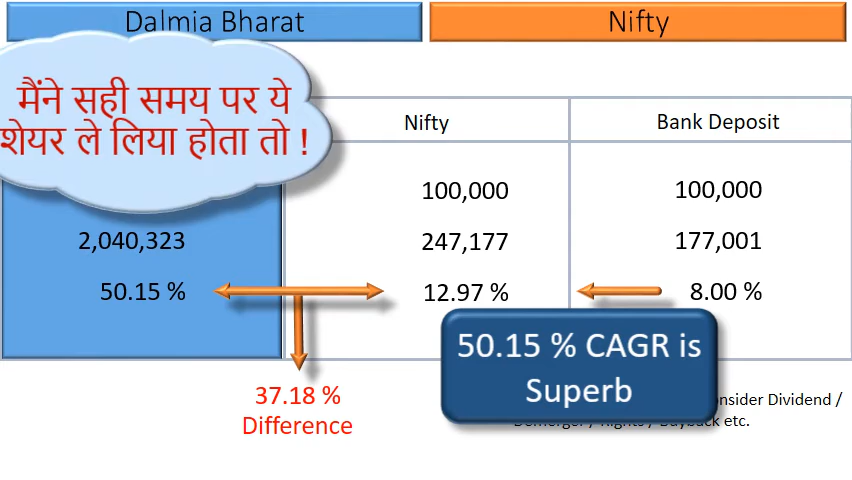 Dalmia Bharat
Nifty
मैंने सही समय पर ये
शेयर ले लिया होता तो !
Nifty
Bank Deposit
100,000
100,000
2,040,323
247,177
177,001
50.15 %
12.97 %
8.00 %
50.15 % CAGR is
Superb
37.18 %
Difference
Dividend /
/ Rights / Buyback etc.